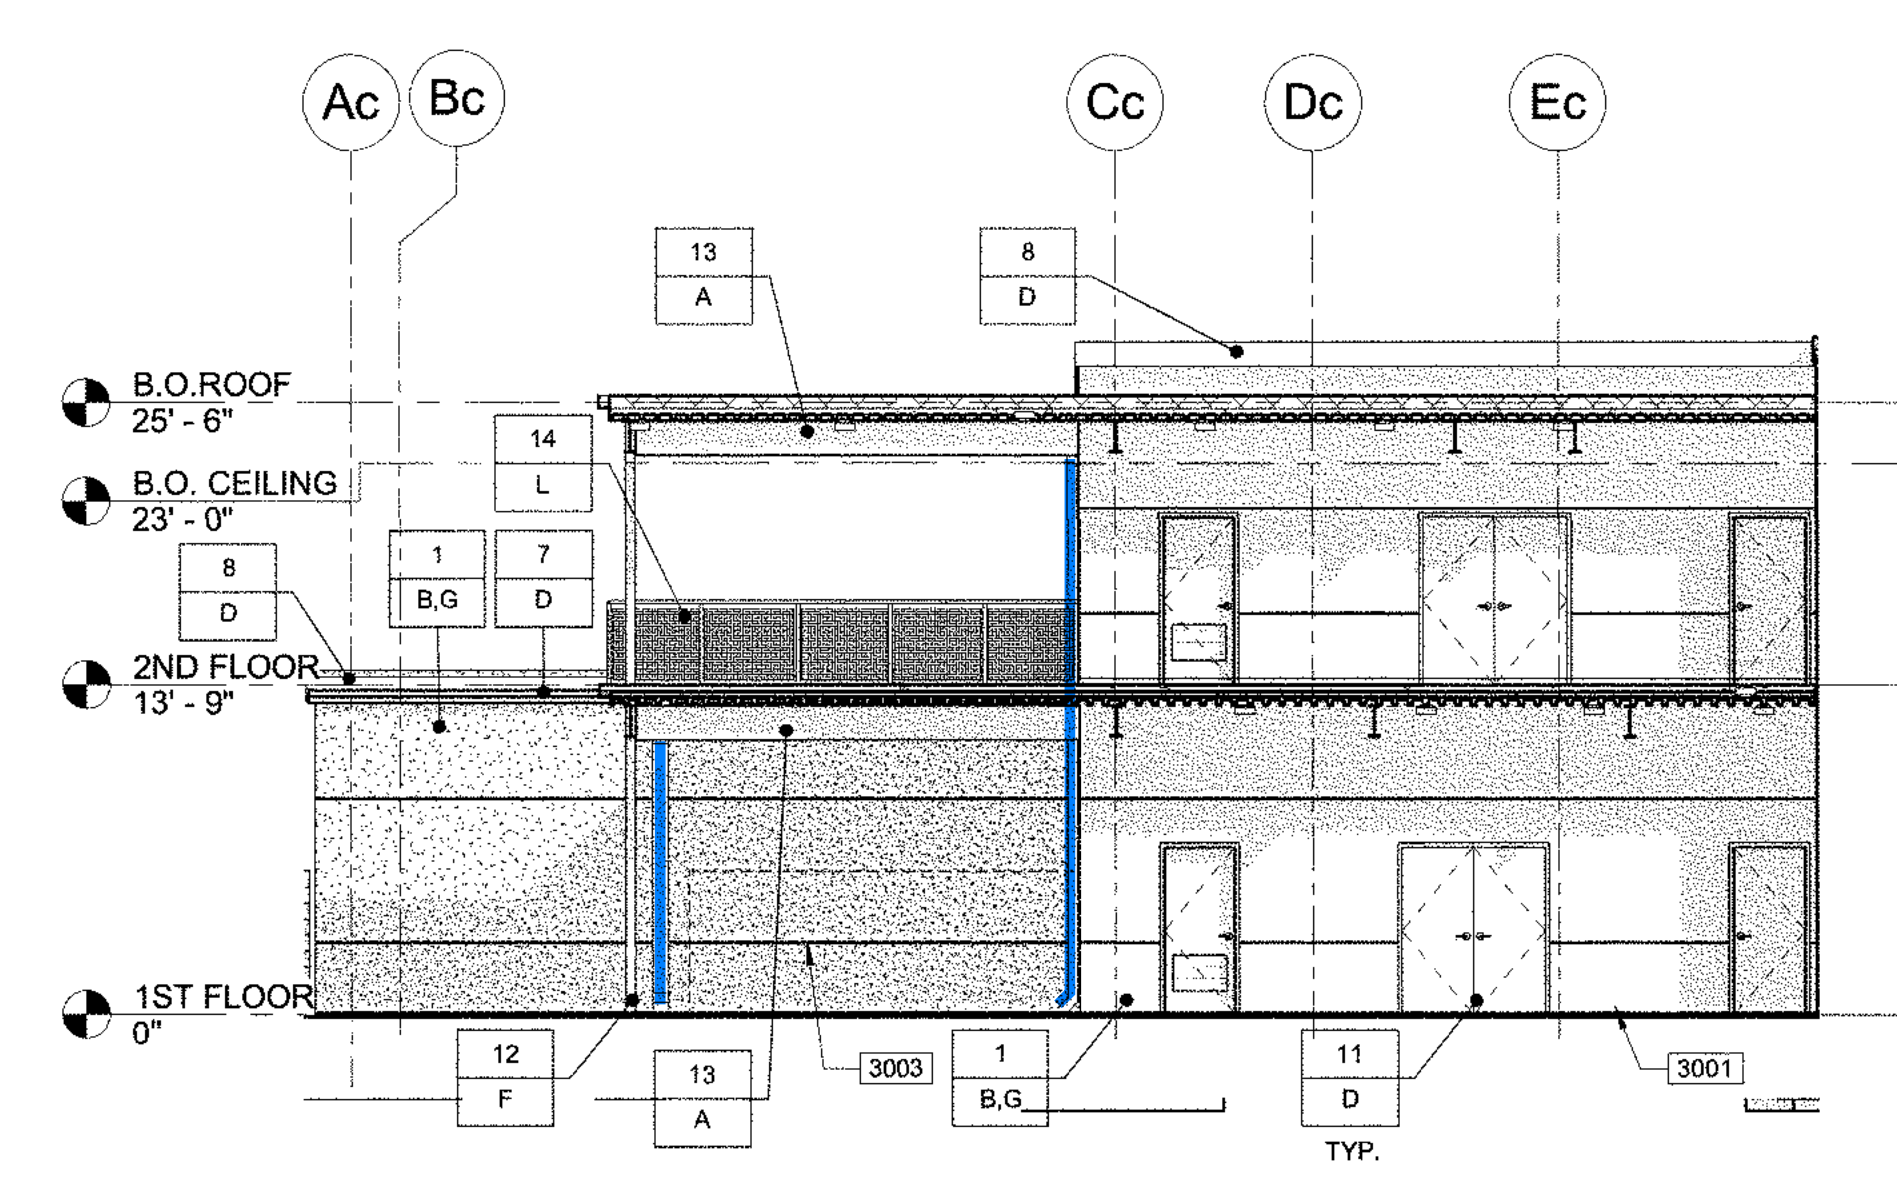 Ac
Bc
Cc
Dc
Ec
13
A
8
D
B.O.ROOF
25' - 6"
14
L
B.O. CEILING
23' - 0"
8
D
1
B,G
7
D
2ND FLOOR
13' - 9"
1ST FLOOR
0"
12
F
13
A
3003
1
B,G
11
D
TYP.
3001